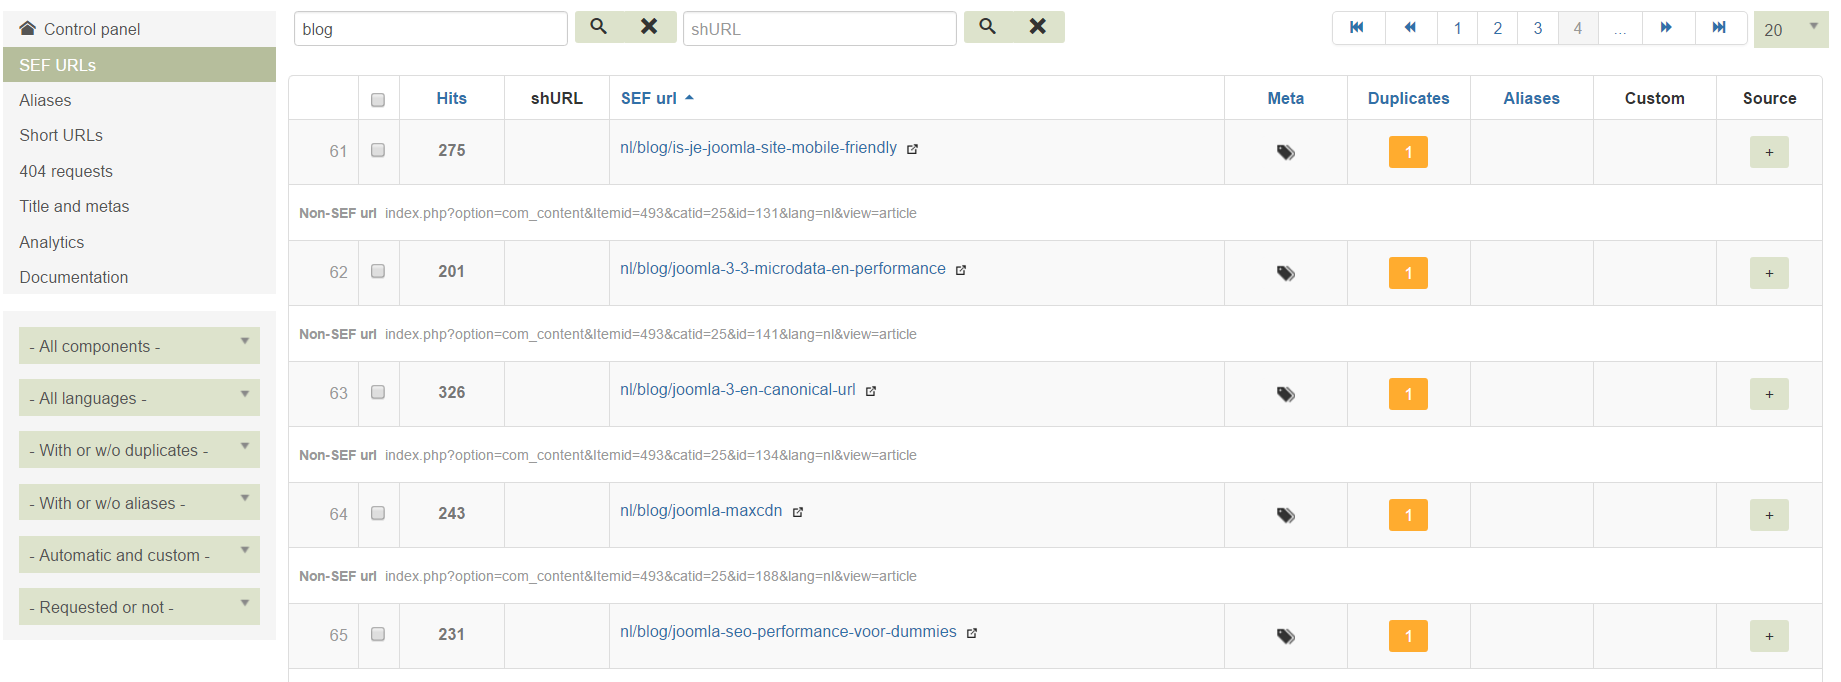 Control panel
SEF URLs
Aliases
Short URLs
404 requests
Title and metas
Analytics
Documentation
- All components -
- All languages -
- With or w/o duplicates -
- With or w/o aliases -
- Automatic and custom -
- Requested or not -
blog shURL 1 2 3 4 ... 20
Hits shURL SEF url Meta Duplicates Aliases Custom Source
61 275 nl/blog/is-je-joomla-site-mobile-friendly 1 +
Non-SEF url index.php?option=com_content&Itemid=493&catid=25&id=131&lang=nl&view=article
62 201 nl/blog/joomla-3-3-microdata-en-performance 1 +
Non-SEF url index.php?option=com_content&Itemid=493&catid=25&id=141&lang=nl&view=article
63 326 nl/blog/joomla-3-en-canonical-url 1 +
Non-SEF url index.php?option=com_content&Itemid=493&catid=25&id=134&lang=nl&view=article
64 243 nl/blog/joomla-maxcdn 1 +
Non-SEF url index.php?option=com_content&Itemid=493&catid=25&id=188&lang=nl&view=article
65 231 nl/blog/joomla-seo-performance-voor-dummies 1 +